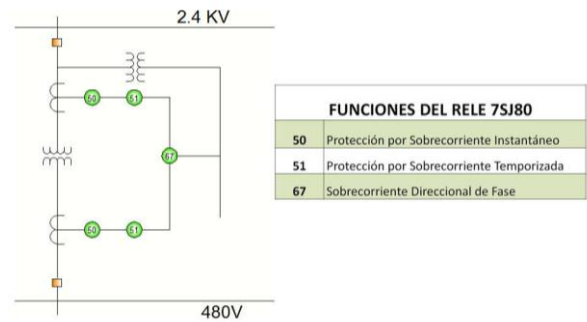 2.4 KV
50
51
67
50
51
480V
FUNCIONES DEL RELE 7SJ80
50 Protección por Sobrecorriente Instantáneo
51 Protección por Sobrecorriente Temporizada
67 Sobrecorriente Direccional de Fase